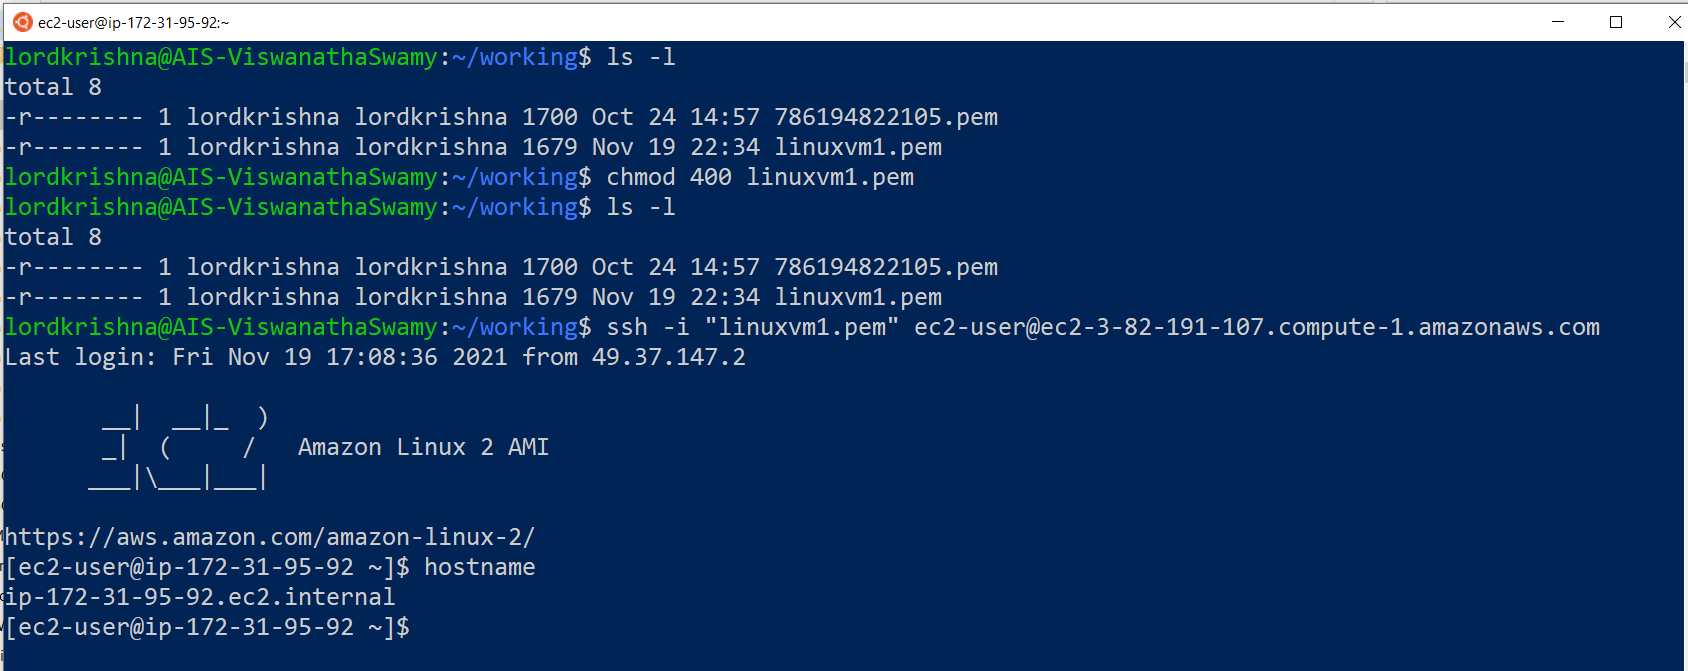 ec2-user@ip-172-31-95-92:~
lordkrishna@AIS-ViswanathaSwamy:~/working$ ls -l
total 8
-r-------- 1 lordkrishna lordkrishna 1700 Oct 24 14:57 786194822105.pem
-r-------- 1 lordkrishna lordkrishna 1679 Nov 19 22:34 linuxvm1.pem
lordkrishna@AIS-ViswanathaSwamy:~/working$ chmod 400 linuxvm1.pem
lordkrishna@AIS-ViswanathaSwamy:~/working$ ls -l
total 8
-r-------- 1 lordkrishna lordkrishna 1700 Oct 24 14:57 786194822105.pem
-r-------- 1 lordkrishna lordkrishna 1679 Nov 19 22:34 linuxvm1.pem
lordkrishna@AIS-ViswanathaSwamy:~/working$ ssh -i "linuxvm1.pem" ec2-user@ec2-3-82-191-107.compute-1.amazonaws.com
Last login: Fri Nov 19 17:08:36 2021 from 49.37.147.2
       __|  __|_  )
       _|  (     /   Amazon Linux 2 AMI
      ___|\___|___|
https://aws.amazon.com/amazon-linux-2/
[ec2-user@ip-172-31-95-92 ~]$ hostname
ip-172-31-95-92.ec2.internal
[ec2-user@ip-172-31-95-92 ~]$